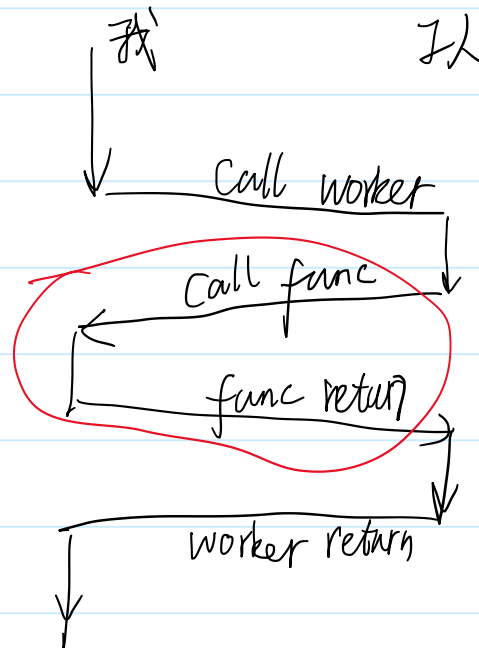 我 工人
Call worker
Call func
func return
worker return